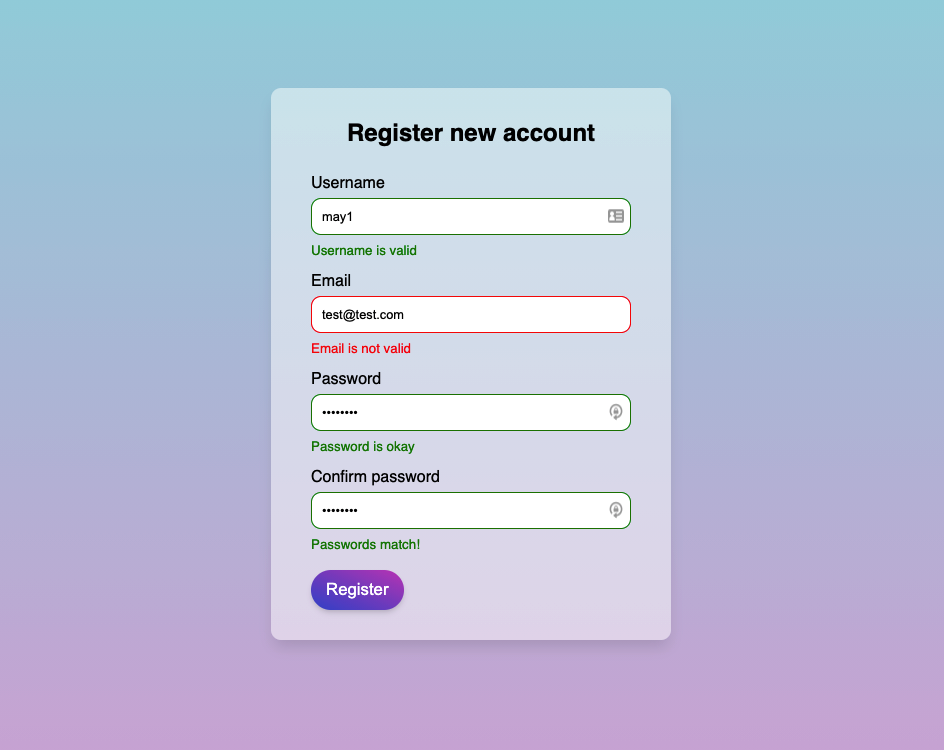 Register new account
Username
may1
Username is valid
Email
test@test.com
Email is not valid
Password
••••••••
Password is okay
Confirm password
••••••••
Passwords match!
Register